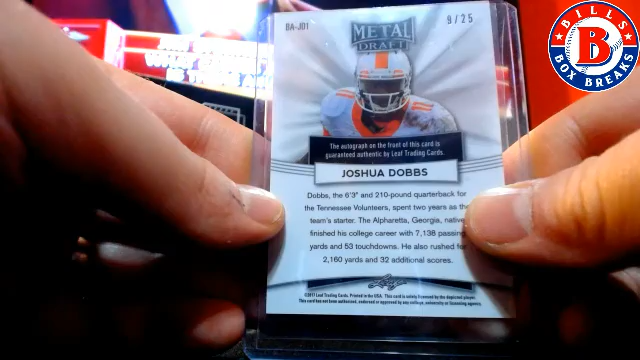 BA-JD1
METAL
DRAFT
9/25
BILLS
B
BOX BREAKS
The autograph on the front of this card is
guaranteed authentic by Leaf Trading Cards.
JOSHUA DOBBS
Dobbs, the 6'3" and 210-pound quarterback for
the Tennessee Volunteers, spent two years as the
team's starter. The Alpharetta, Georgia, native
finished his college career with 7,138 passing
yards and 53 touchdowns. He also rushed for
2,160 yards and 32 additional scores.
Leaf
©2017 Leaf Trading Cards. Printed in the USA. This card is solely licensed by the depicted player.
This card has not been authorized, endorsed or approved by any college, university or licensing agency.